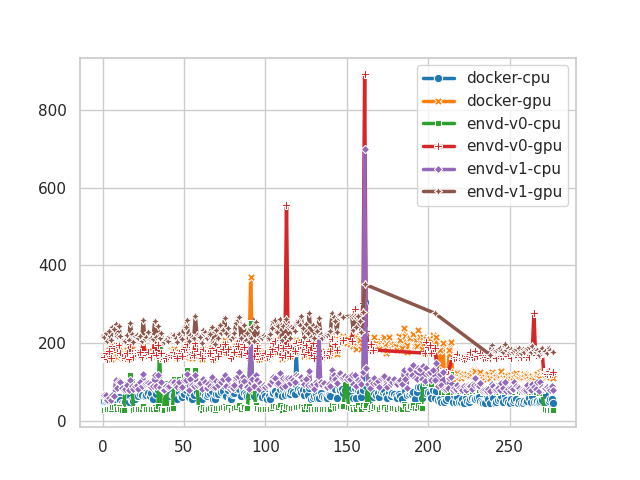 docker-cpu
docker-gpu
envd-v0-cpu
envd-v0-gpu
envd-v1-cpu
envd-v1-gpu
800
600
400
200
0
0 50 100 150 200 250